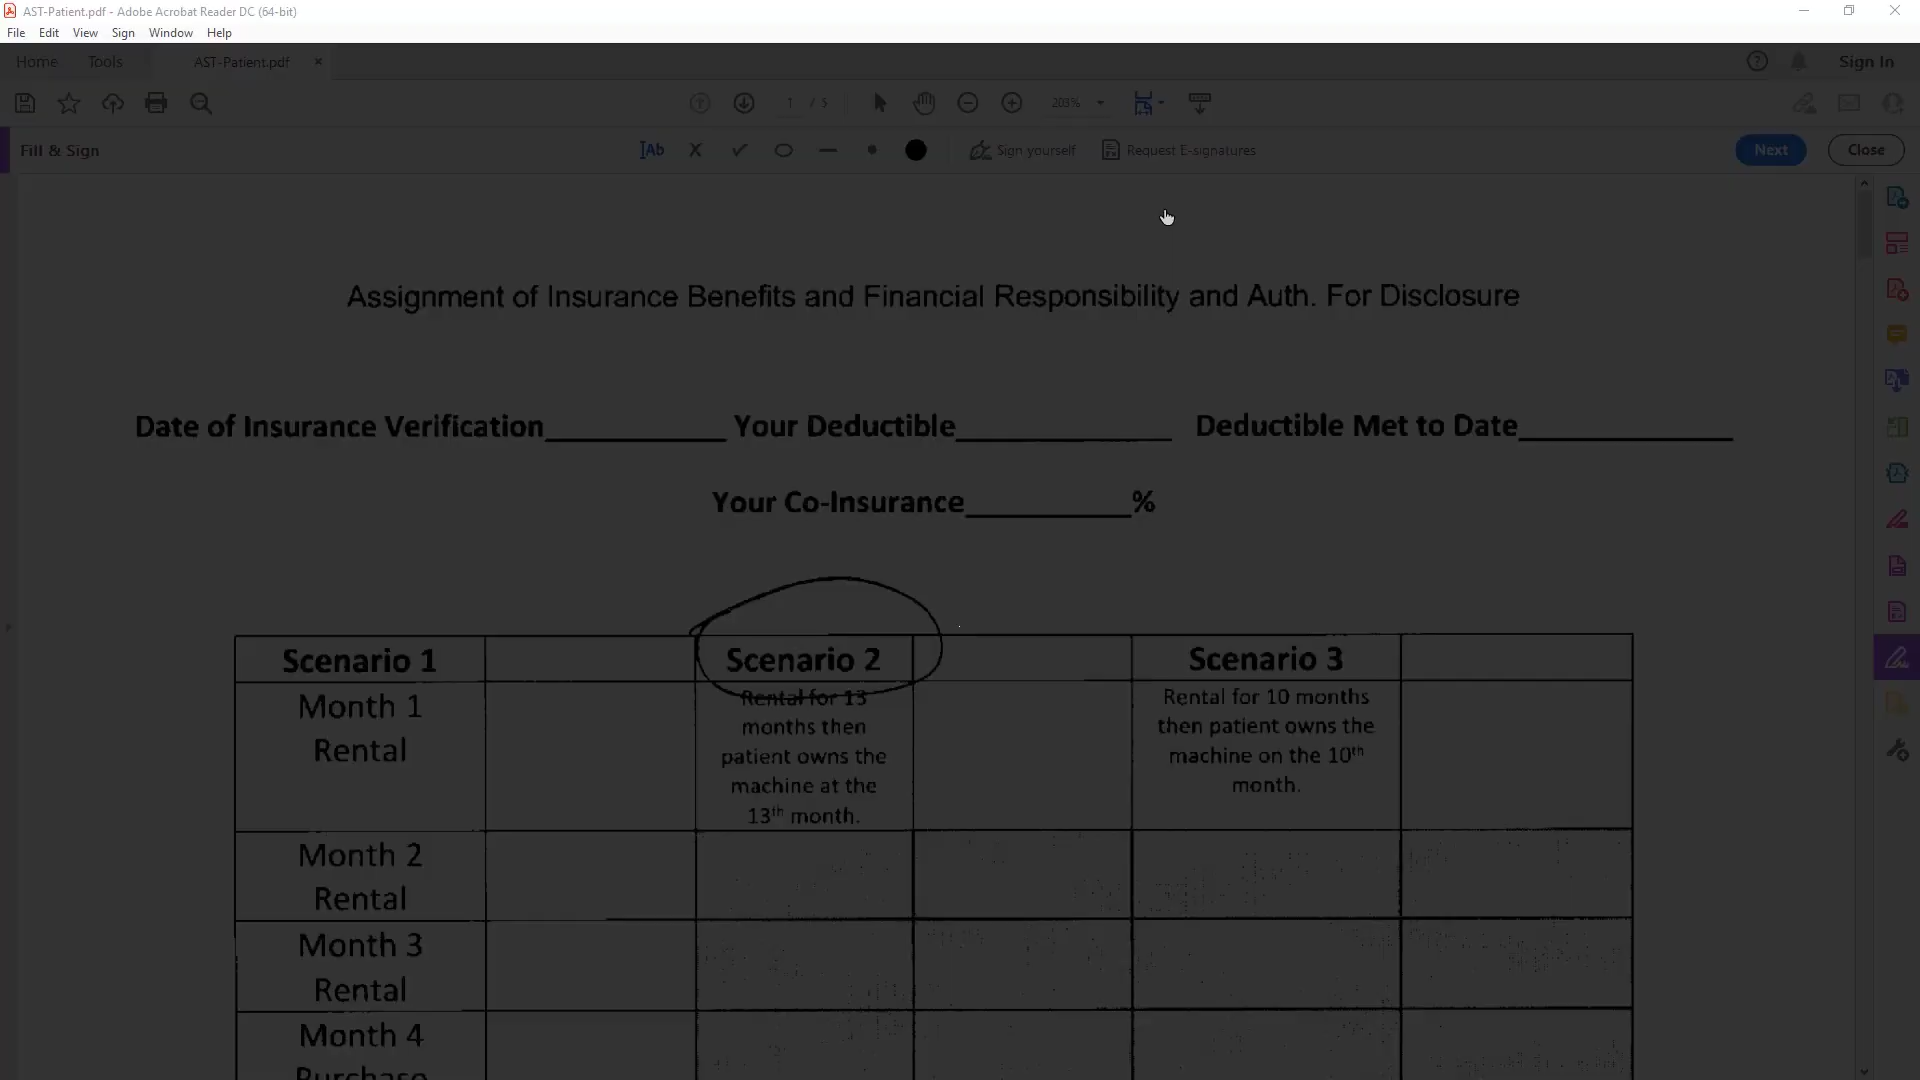 AST-Patient.pdf - Adobe Acrobat Reader DC (64-bit)
File Edit View Sign Window Help
Home Tools AST-Patient.pdf × Sign In
1 / 5 203%
Fill & Sign Ab Sign yourself Request E-signatures Next Close
Assignment of Insurance Benefits and Financial Responsibility and Auth. For Disclosure
Date of Insurance Verification___________ Your Deductible_____________ Deductible Met to Date_____________
Your Co-Insurance__________%
Scenario 1 Scenario 2 Scenario 3
Month 1
Rental
Rental for 13
months then
patient owns the
machine at the
13th month.
Rental for 10 months
then patient owns the
machine on the 10th
month.
Month 2
Rental
Month 3
Rental
Month 4
Purchase